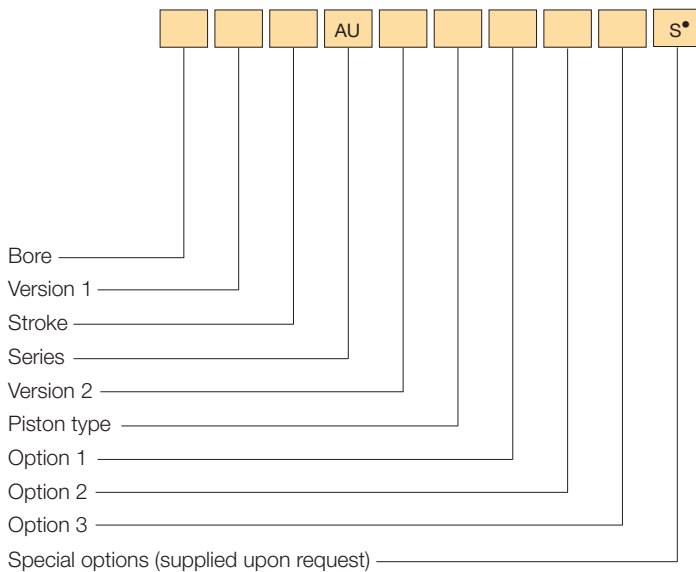 AU S•
Bore
Version 1
Stroke
Series
Version 2
Piston type
Option 1
Option 2
Option 3
Special options (supplied upon request)